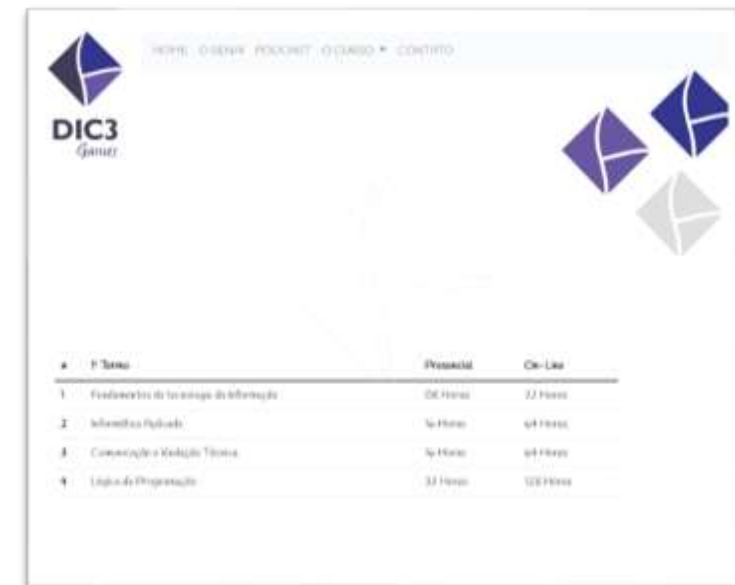 HOME O SENAI PODCAST O CURSO CONTATO
DIC3
Games
# 1º Termo Presencial On-Line
1 Fundamentos da tecnologia da Informação Horas 32 Horas
2 Informática Aplicada 16 Horas 64 Horas
3 Comunicação e Redação Técnica 16 Horas 64 Horas
4 Lógica de Programação 32 Horas 128 Horas